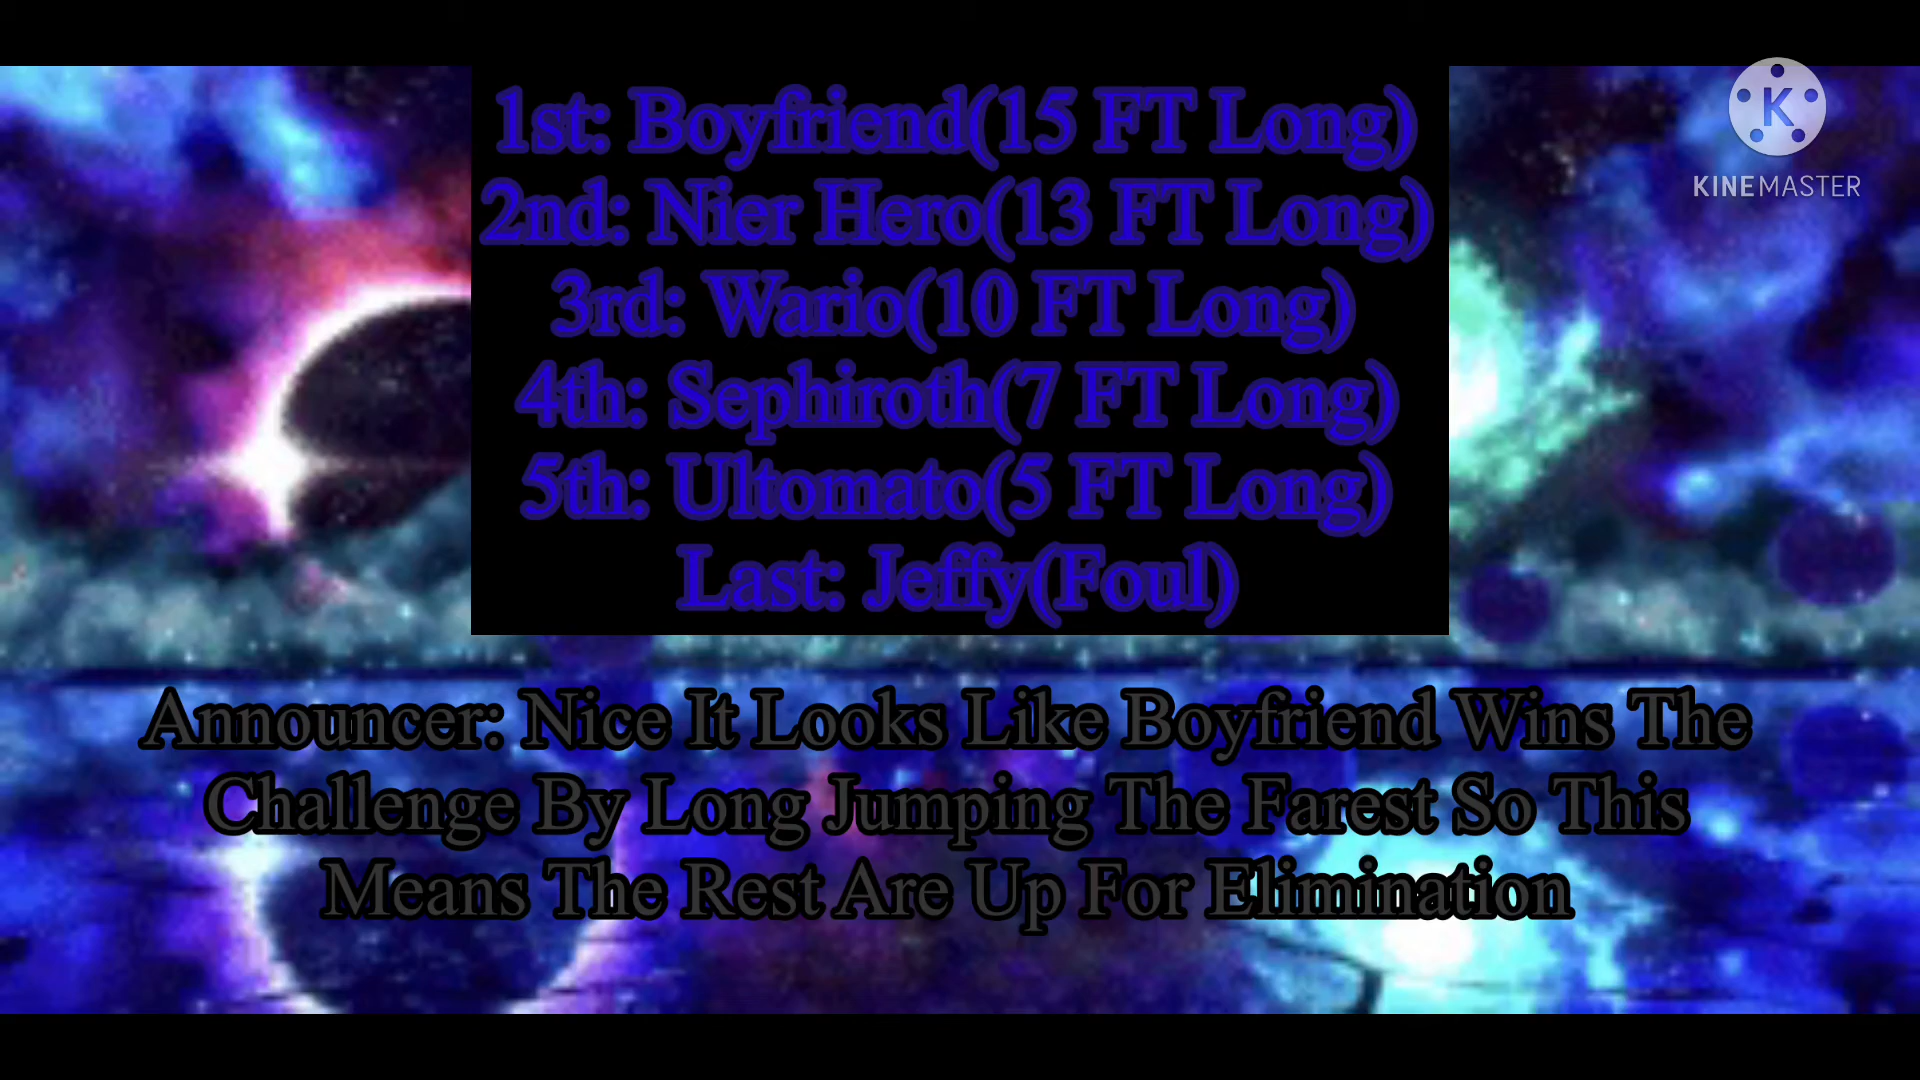 1st: Boyfriend(15 FT Long)
2nd: Nier Hero(13 FT Long)
3rd: Wario(10 FT Long)
4th: Sephiroth(7 FT Long)
5th: Ultomato(5 FT Long)
Last: Jeffy(Foul)
K
KINEMASTER
Announcer: Nice It Looks Like Boyfriend Wins The
Challenge By Long Jumping The Farest So This
Means The Rest Are Up For Elimination